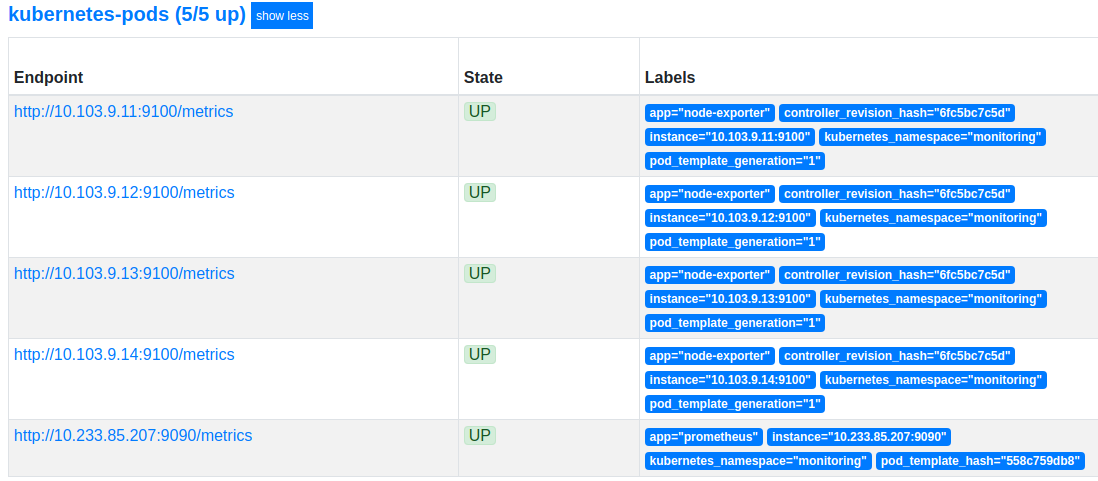 kubernetes-pods (5/5 up) show less
Endpoint State Labels
http://10.103.9.11:9100/metrics UP app="node-exporter" controller_revision_hash="6fc5bc7c5d"
instance="10.103.9.11:9100" kubernetes_namespace="monitoring"
pod_template_generation="1"
http://10.103.9.12:9100/metrics UP app="node-exporter" controller_revision_hash="6fc5bc7c5d"
instance="10.103.9.12:9100" kubernetes_namespace="monitoring"
pod_template_generation="1"
http://10.103.9.13:9100/metrics UP app="node-exporter" controller_revision_hash="6fc5bc7c5d"
instance="10.103.9.13:9100" kubernetes_namespace="monitoring"
pod_template_generation="1"
http://10.103.9.14:9100/metrics UP app="node-exporter" controller_revision_hash="6fc5bc7c5d"
instance="10.103.9.14:9100" kubernetes_namespace="monitoring"
pod_template_generation="1"
http://10.233.85.207:9090/metrics UP app="prometheus" instance="10.233.85.207:9090"
kubernetes_namespace="monitoring" pod_template_hash="558c759db8"